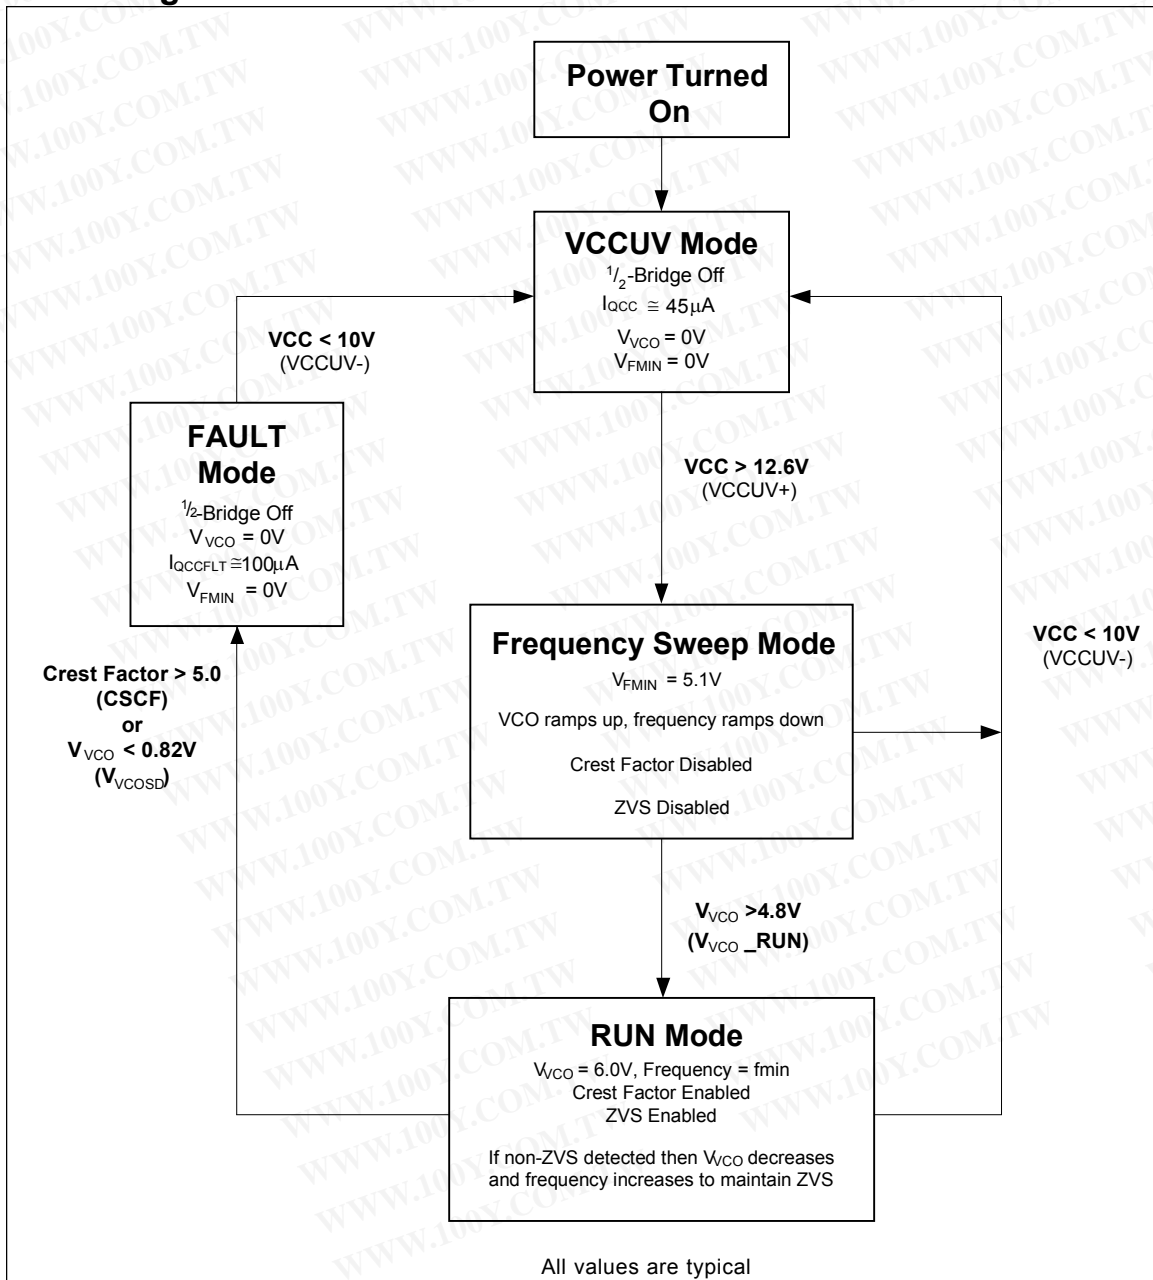 Power Turned
On
VCCUV Mode
1/2-Bridge Off
IQCC ≅ 45μA
VVCO = 0V
VFMIN = 0V
VCC < 10V
(VCCUV-)
FAULT
Mode
1/2-Bridge Off
VVCO = 0V
IQCCFLT ≅100μA
VFMIN = 0V
VCC > 12.6V
(VCCUV+)
Frequency Sweep Mode
VFMIN = 5.1V
VCO ramps up, frequency ramps down
Crest Factor Disabled
ZVS Disabled
VCC < 10V
(VCCUV-)
Crest Factor > 5.0
(CSCF)
or
VVCO < 0.82V
(VVCOSD)
VVCO >4.8V
(VVCO _RUN)
RUN Mode
VVCO = 6.0V, Frequency = fmin
Crest Factor Enabled
ZVS Enabled
If non-ZVS detected then VVCO decreases
and frequency increases to maintain ZVS
All values are typical
WWW.100Y.COM.TW